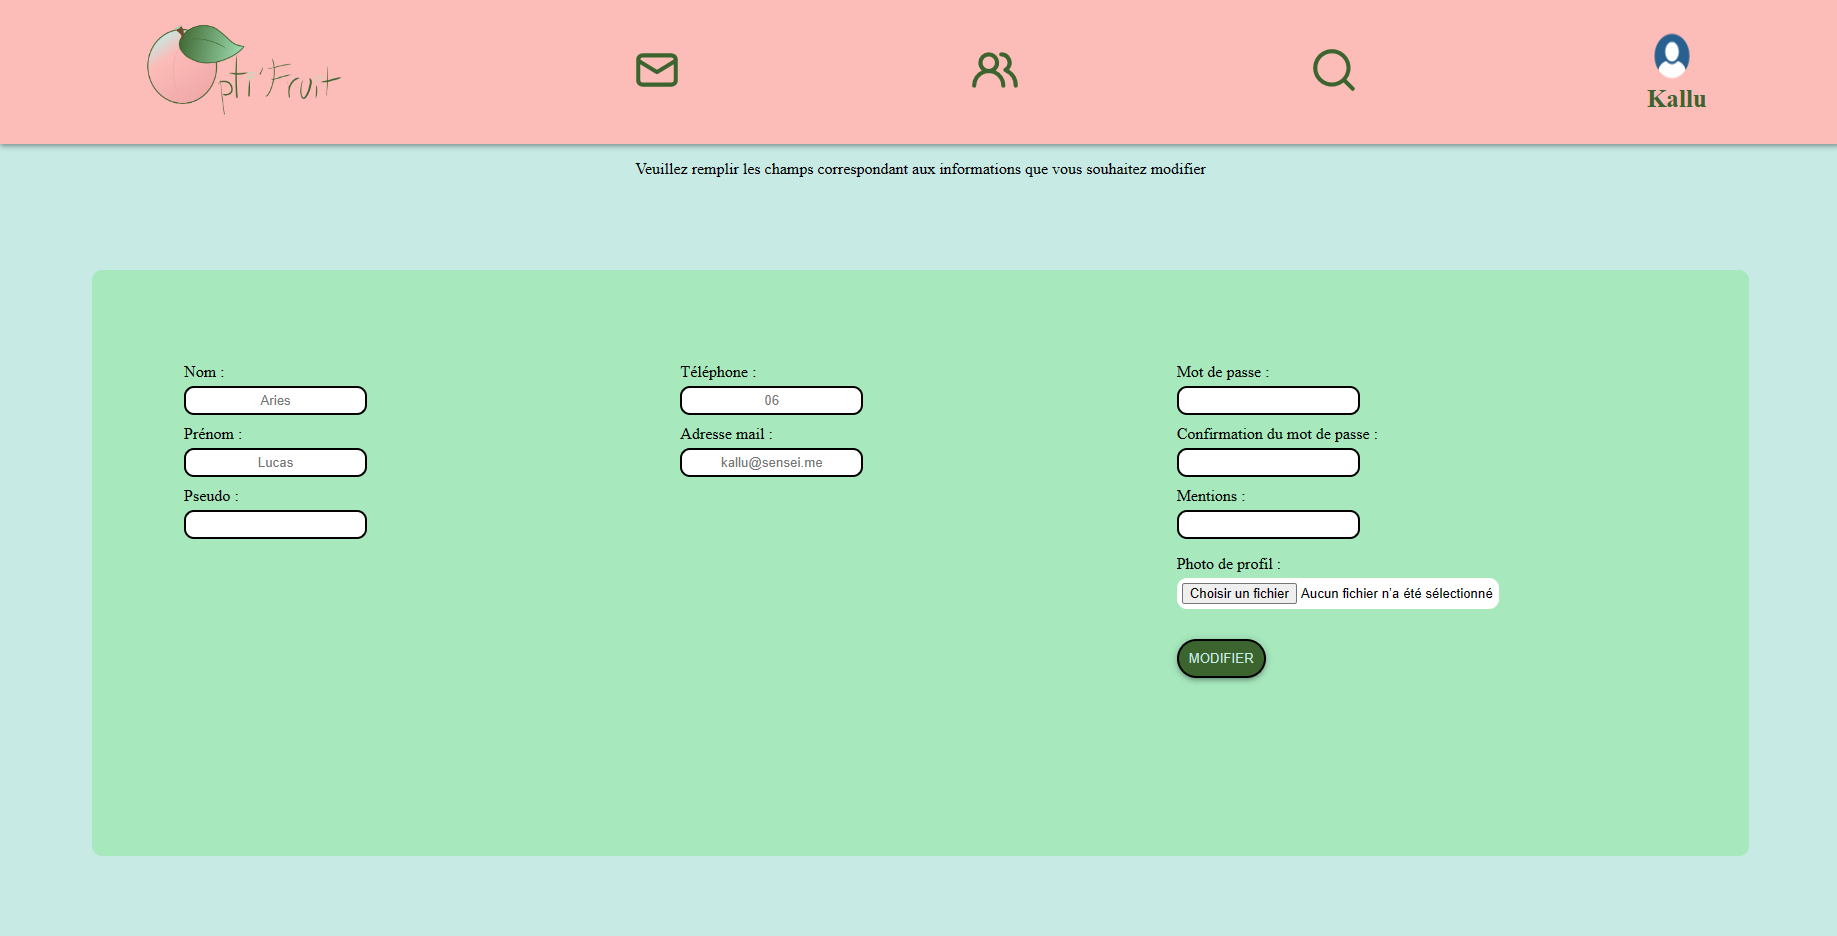 Opti'Fruit
Kallu
Veuillez remplir les champs correspondant aux informations que vous souhaitez modifier
Nom :
Aries
Prénom :
Lucas
Pseudo :
Téléphone :
06
Adresse mail :
kallu@sensei.me
Mot de passe :
Confirmation du mot de passe :
Mentions :
Photo de profil :
Choisir un fichier Aucun fichier n'a été sélectionné
MODIFIER